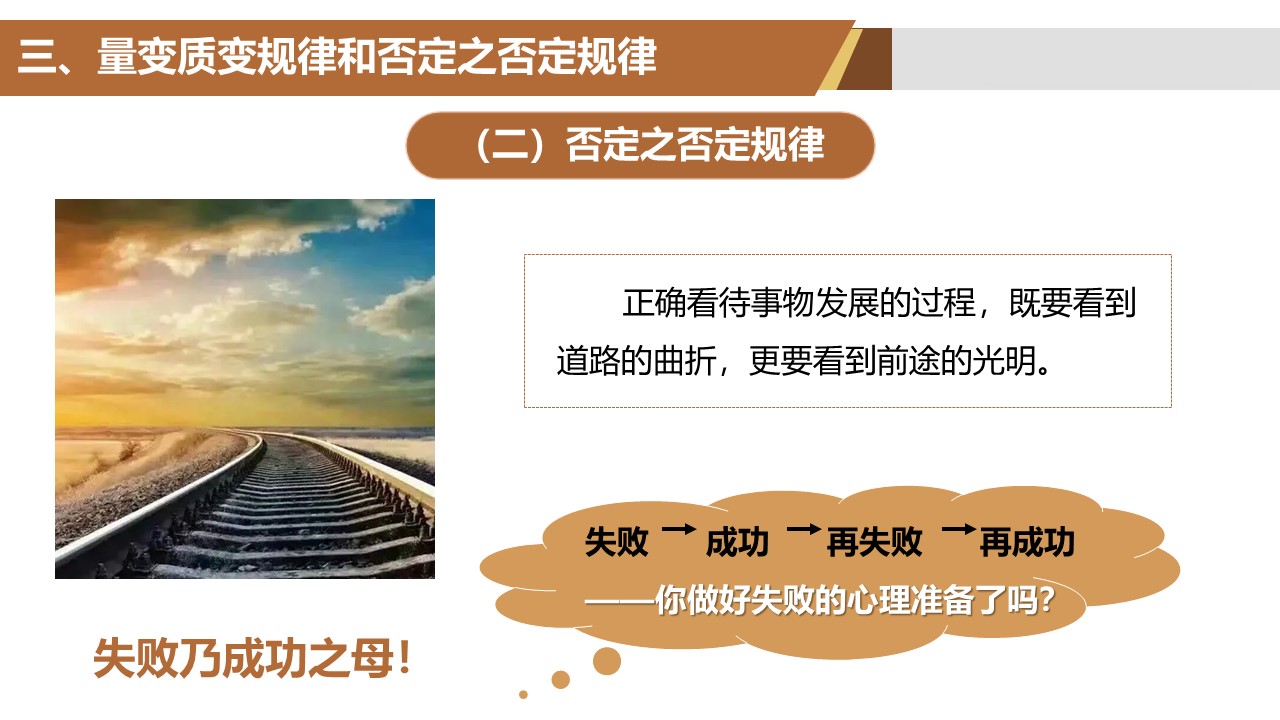 三、量变质变规律和否定之否定规律
（二）否定之否定规律
正确看待事物发展的过程，既要看到
道路的曲折，更要看到前途的光明。
失败 → 成功 → 再失败 → 再成功
——你做好失败的心理准备了吗？
失败乃成功之母！